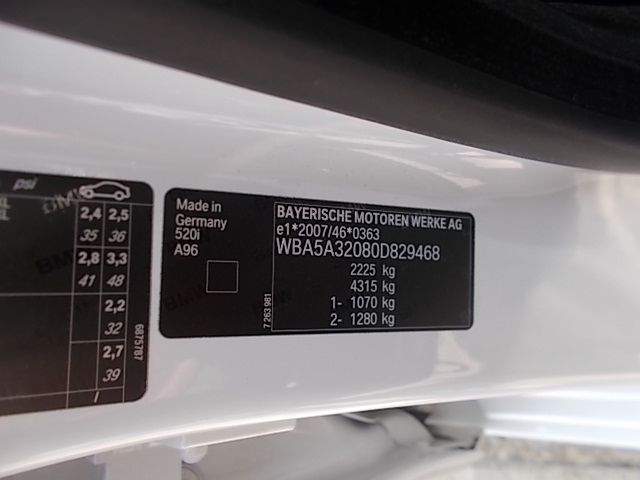 psi
2,4 2,5
35 36
2,8 3,3
41 48
2,2
32
2,7
39
6875787
Made in
Germany
520i
A96
7 263 981
BAYERISCHE MOTOREN WERKE AG
e1*2007/46*0363
WBA5A32080D829468
2225 kg
4315 kg
1- 1070 kg
2- 1280 kg